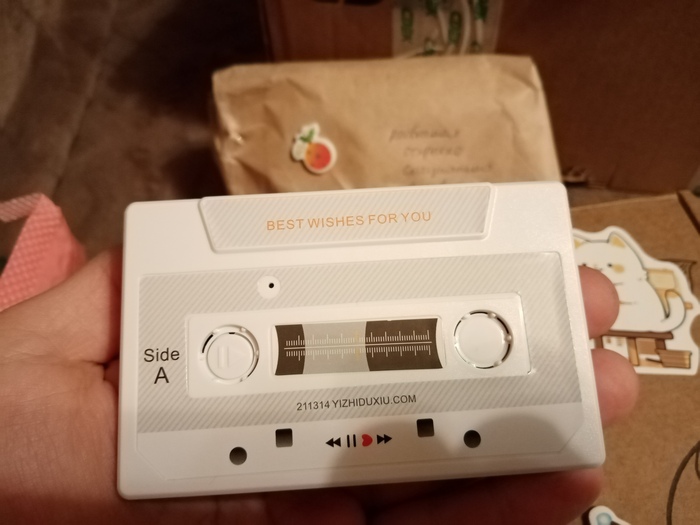 BEST WISHES FOR YOU
Side
A
211314 YIZHIDUXIU.COM